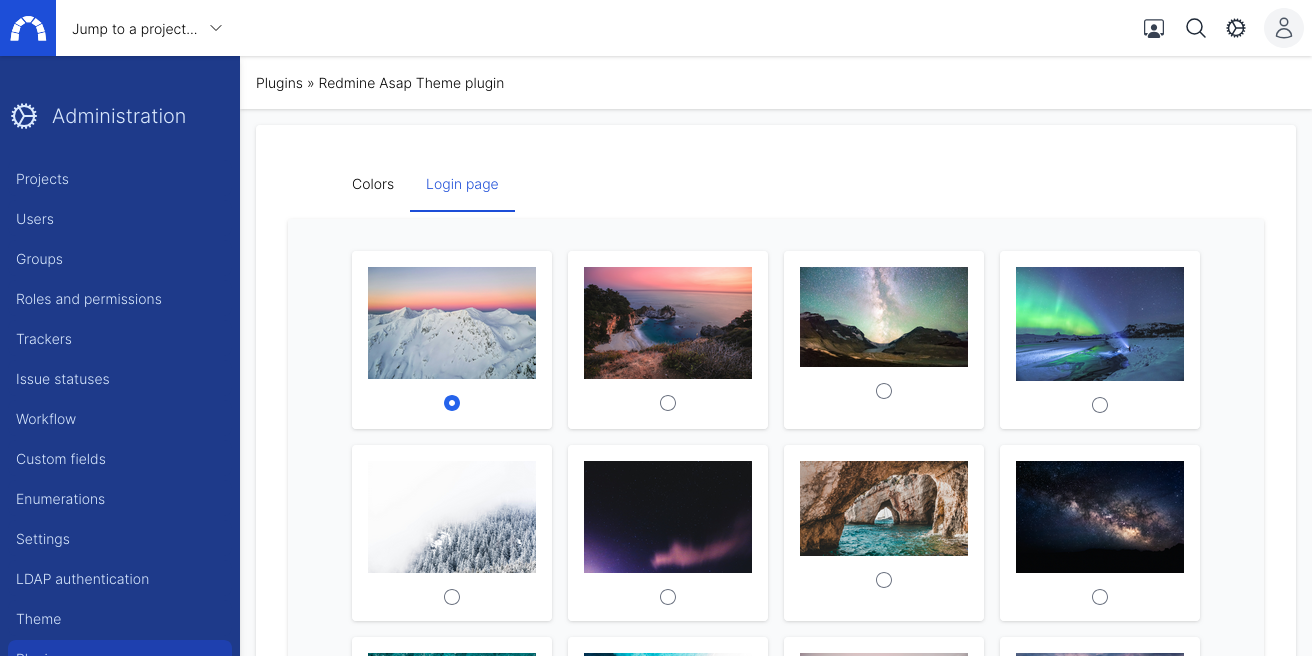 Jump to a project...
Plugins » Redmine Asap Theme plugin
Administration
Projects
Users
Groups
Roles and permissions
Trackers
Issue statuses
Workflow
Custom fields
Enumerations
Settings
LDAP authentication
Theme
Colors
Login page